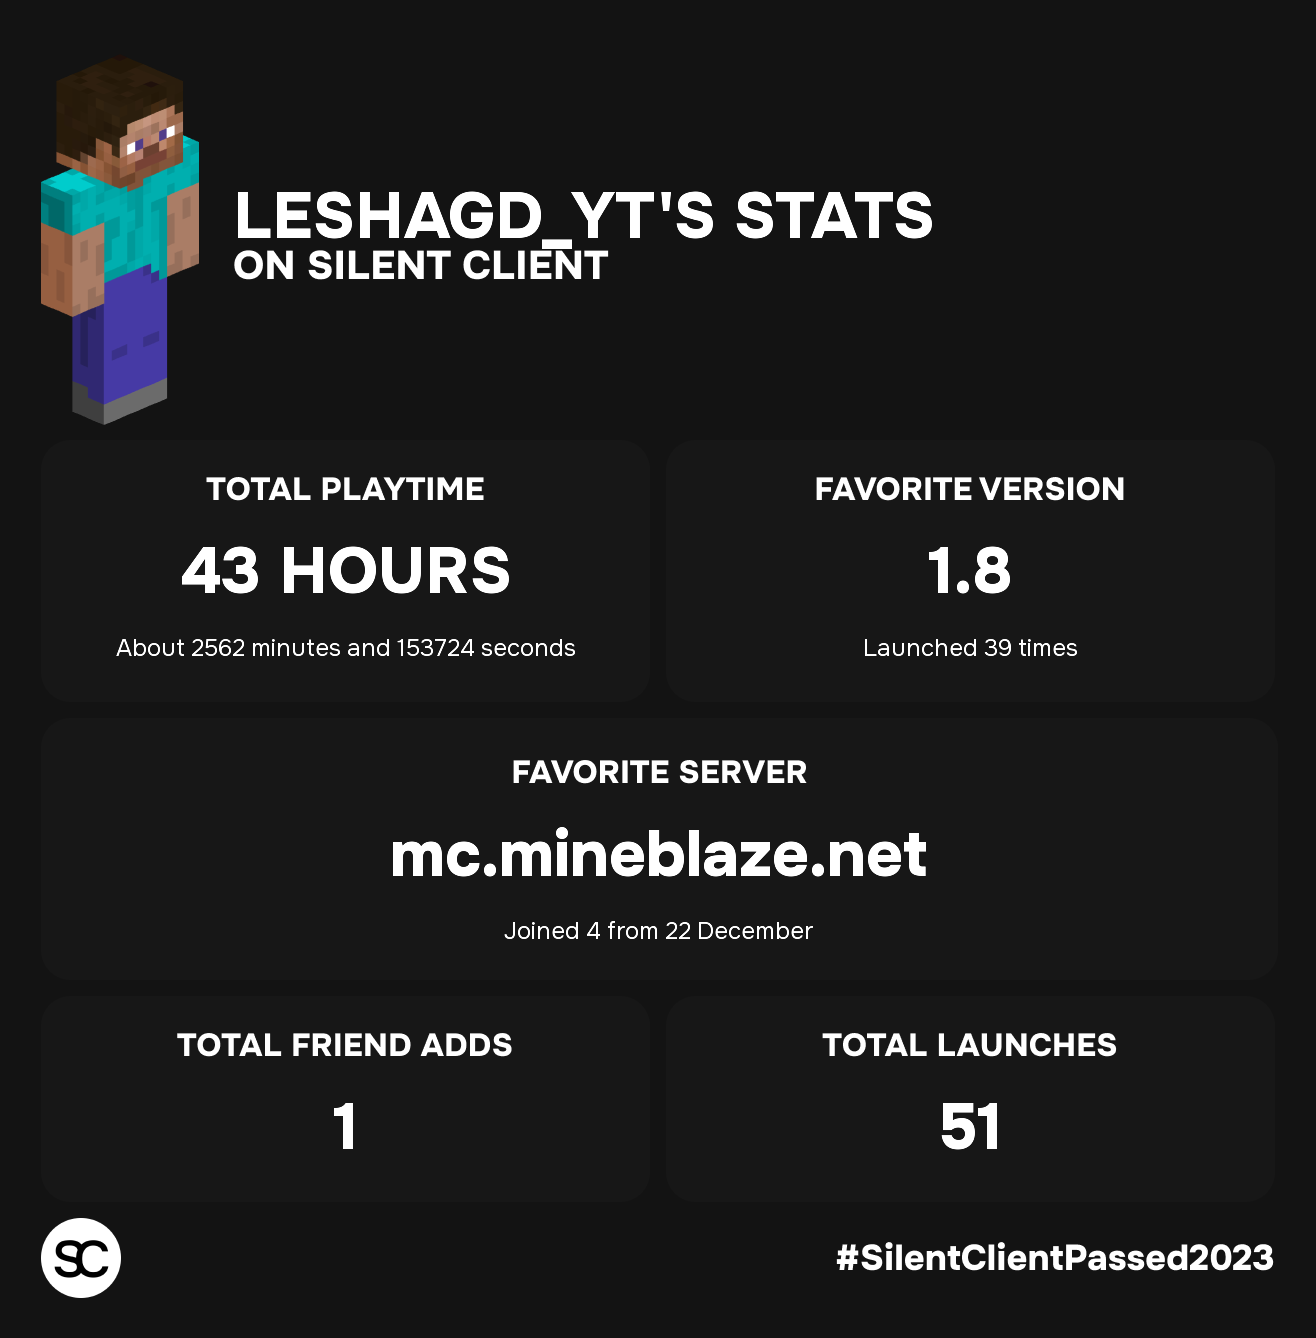 LESHAGD_YT'S STATS
ON SILENT CLIENT
TOTAL PLAYTIME
43 HOURS
About 2562 minutes and 153724 seconds
FAVORITE VERSION
1.8
Launched 39 times
FAVORITE SERVER
mc.mineblaze.net
Joined 4 from 22 December
TOTAL FRIEND ADDS
1
TOTAL LAUNCHES
51
SC
#SilentClientPassed2023